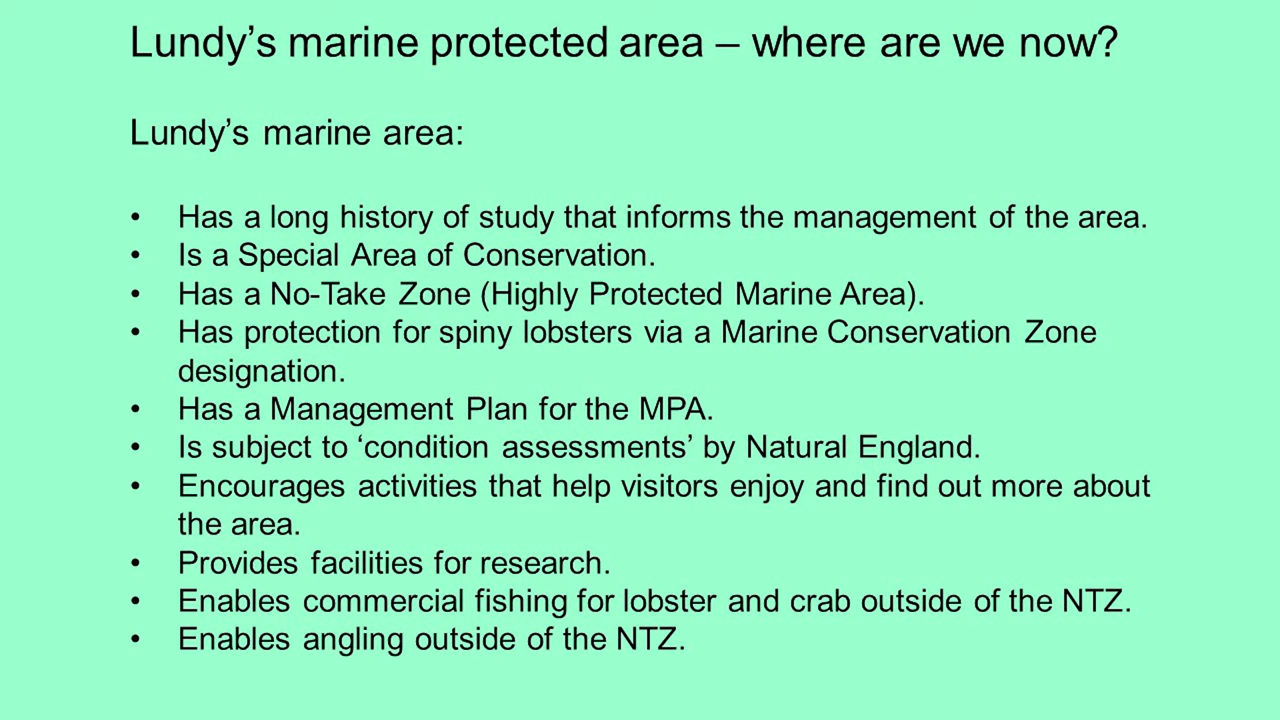 Lundy’s marine protected area – where are we now?
Lundy’s marine area:
• Has a long history of study that informs the management of the area.
• Is a Special Area of Conservation.
• Has a No-Take Zone (Highly Protected Marine Area).
• Has protection for spiny lobsters via a Marine Conservation Zone
designation.
• Has a Management Plan for the MPA.
• Is subject to ‘condition assessments’ by Natural England.
• Encourages activities that help visitors enjoy and find out more about
the area.
• Provides facilities for research.
• Enables commercial fishing for lobster and crab outside of the NTZ.
• Enables angling outside of the NTZ.